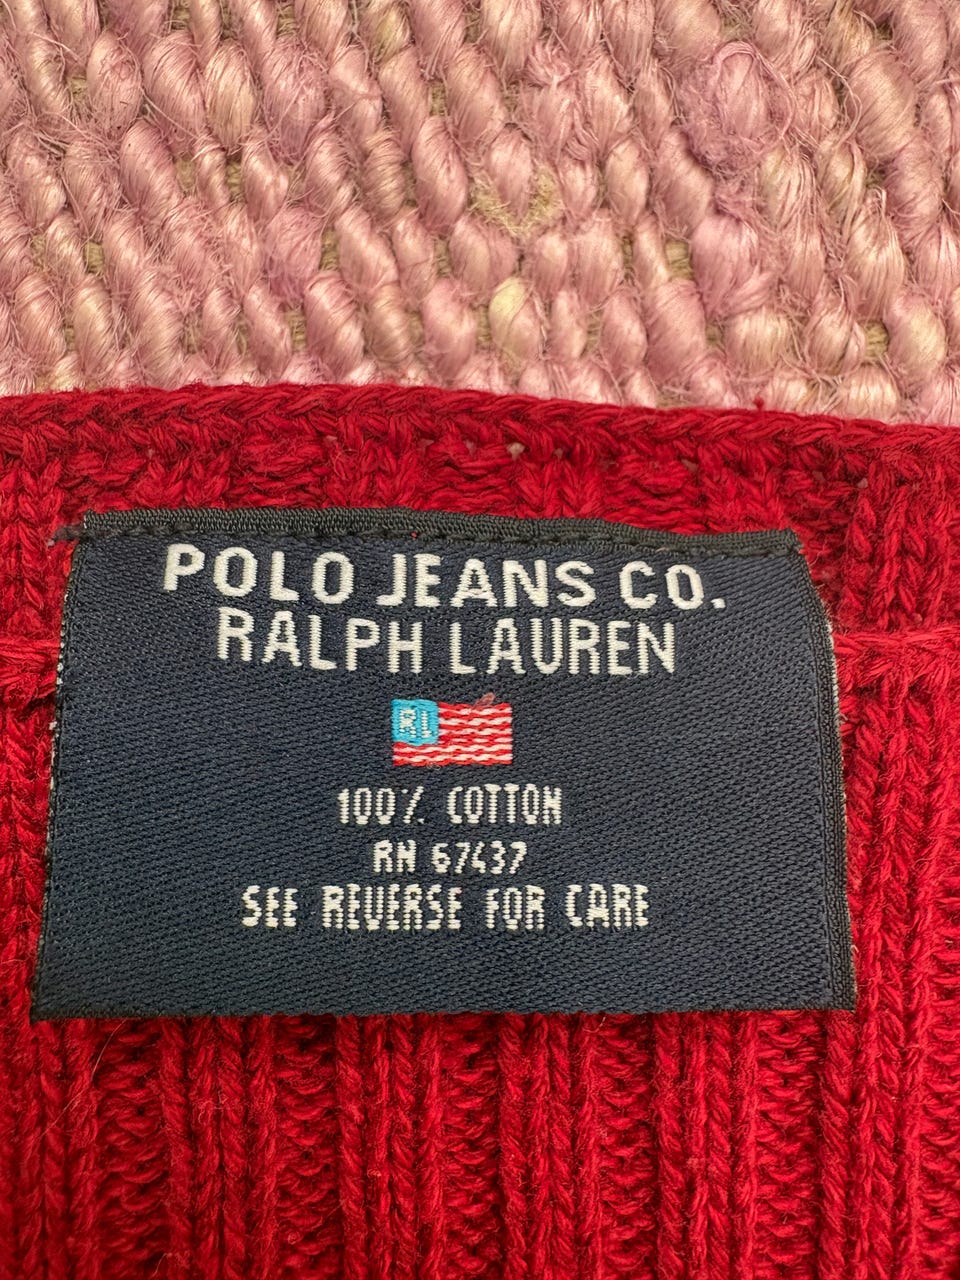 POLO JEANS CO.
RALPH LAUREN
RL
100% COTTON
RN 67437
SEE REVERSE FOR CARE